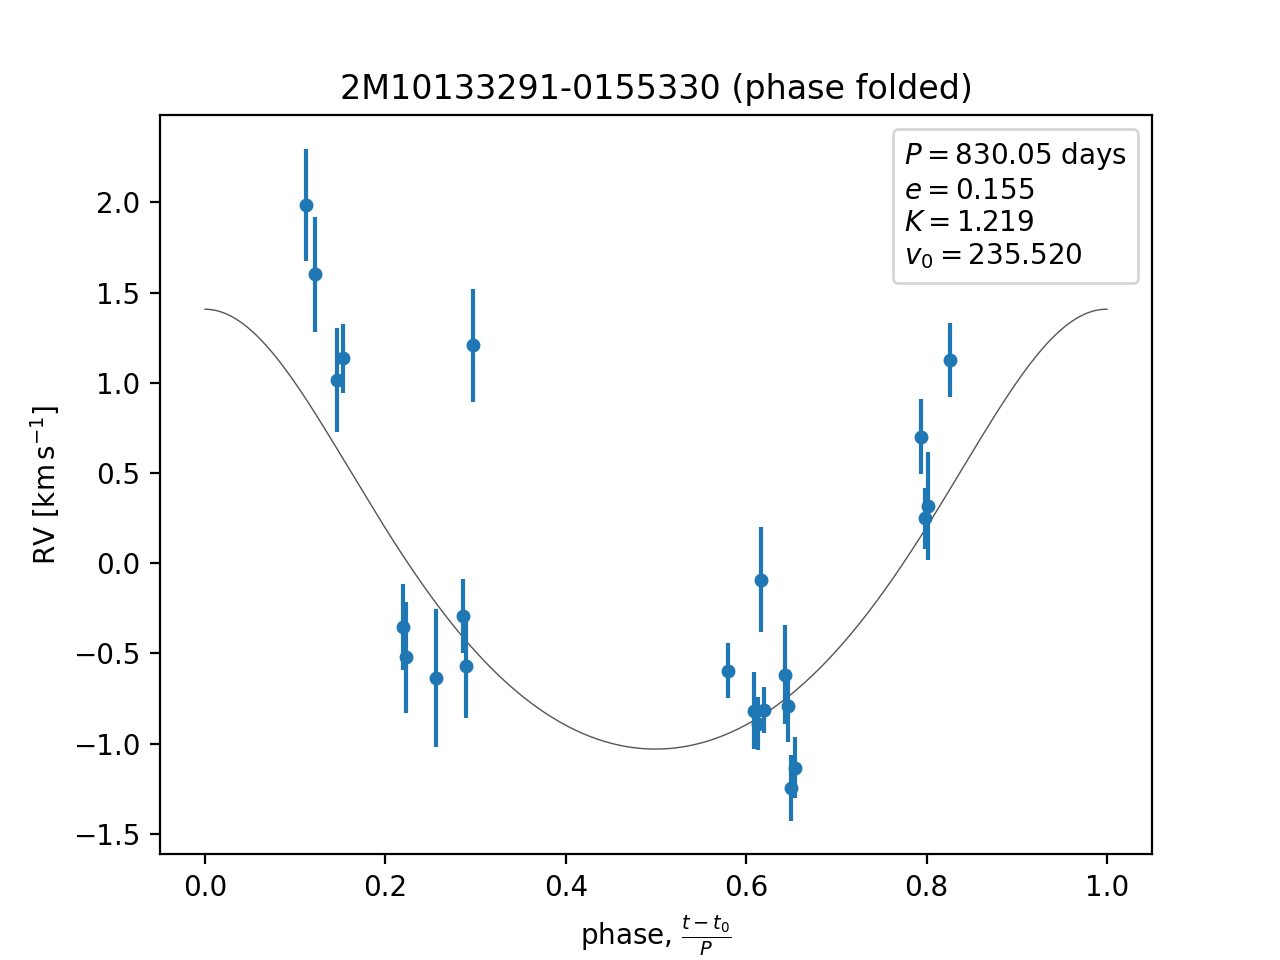 2M10133291-0155330 (phase folded)
P = 830.05 days
e = 0.155
K = 1.219
v₀ = 235.520
RV [km s⁻¹]
2.0
1.5
1.0
0.5
0.0
−0.5
−1.0
−1.5
0.0 0.2 0.4 0.6 0.8 1.0
phase, (t − t₀)/P